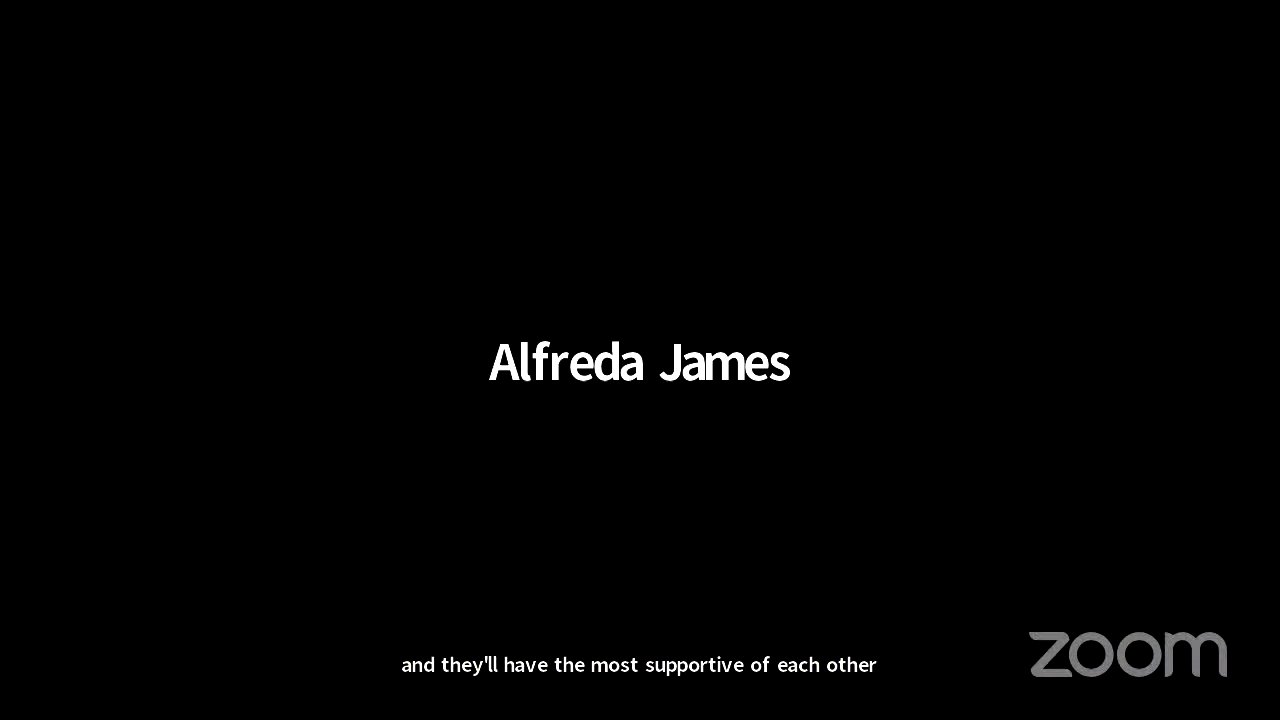 Alfreda James
and they'll have the most supportive of each other
zoom